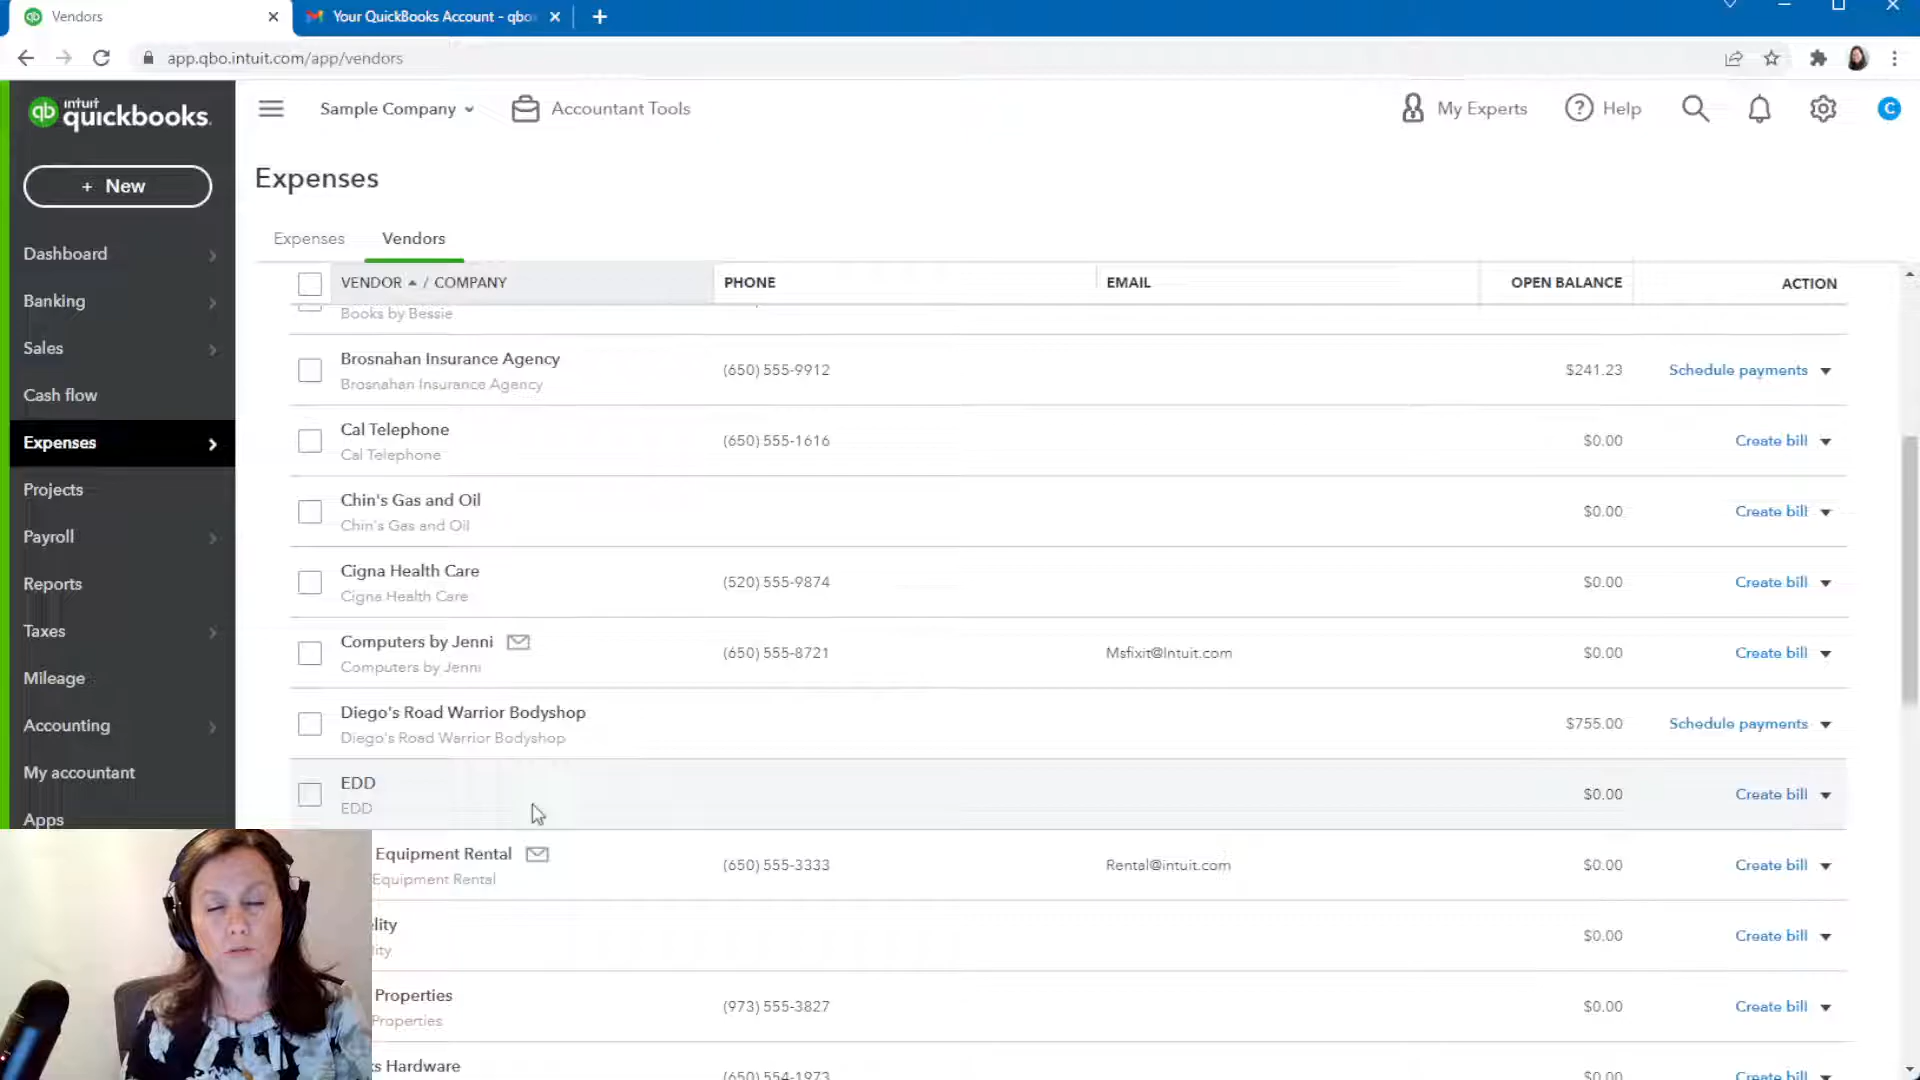 Vendors
Your QuickBooks Account - qbo
app.qbo.intuit.com/app/vendors
qb intuit quickbooks.
Sample Company
Accountant Tools
My Experts
Help
C
+ New
Dashboard
Banking
Sales
Cash flow
Expenses
Projects
Payroll
Reports
Taxes
Mileage
Accounting
My accountant
Apps
Expenses
Expenses Vendors
VENDOR / COMPANY PHONE EMAIL OPEN BALANCE ACTION
Books by Bessie
Brosnahan Insurance Agency
Brosnahan Insurance Agency
(650) 555-9912 $241.23 Schedule payments
Cal Telephone
Cal Telephone
(650) 555-1616 $0.00 Create bill
Chin's Gas and Oil
Chin's Gas and Oil
$0.00 Create bill
Cigna Health Care
Cigna Health Care
(520) 555-9874 $0.00 Create bill
Computers by Jenni
Computers by Jenni
(650) 555-8721 Msfixit@Intuit.com $0.00 Create bill
Diego's Road Warrior Bodyshop
Diego's Road Warrior Bodyshop
$755.00 Schedule payments
EDD
EDD
$0.00 Create bill
Equipment Rental
Equipment Rental
(650) 555-3333 Rental@intuit.com $0.00 Create bill
$0.00 Create bill
Properties
Properties
(973) 555-3827 $0.00 Create bill
Hardware
(650) 554-1973 $0.00 Create bill